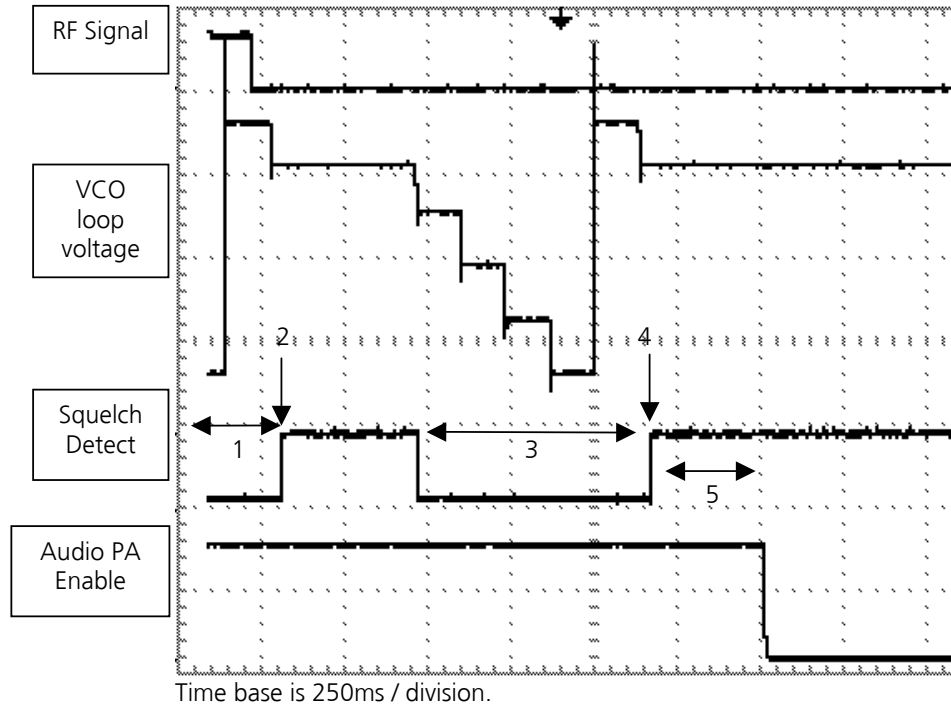 RF Signal
VCO
loop
voltage
2
4
Squelch
Detect
1
3
5
Audio PA
Enable
Time base is 250ms / division.